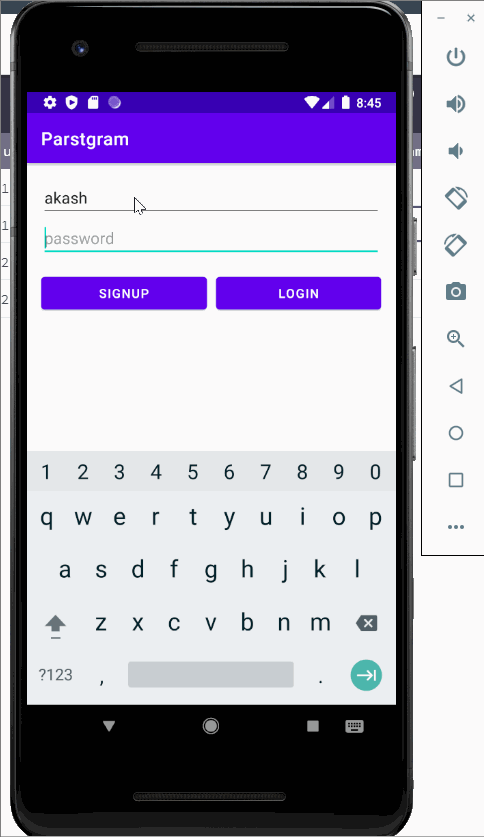 8:45
Parstgram
akash
password
SIGNUP LOGIN
1 2 3 4 5 6 7 8 9 0
q w e r t y u i o p
a s d f g h j k l
z x c v b n m
?123 , .